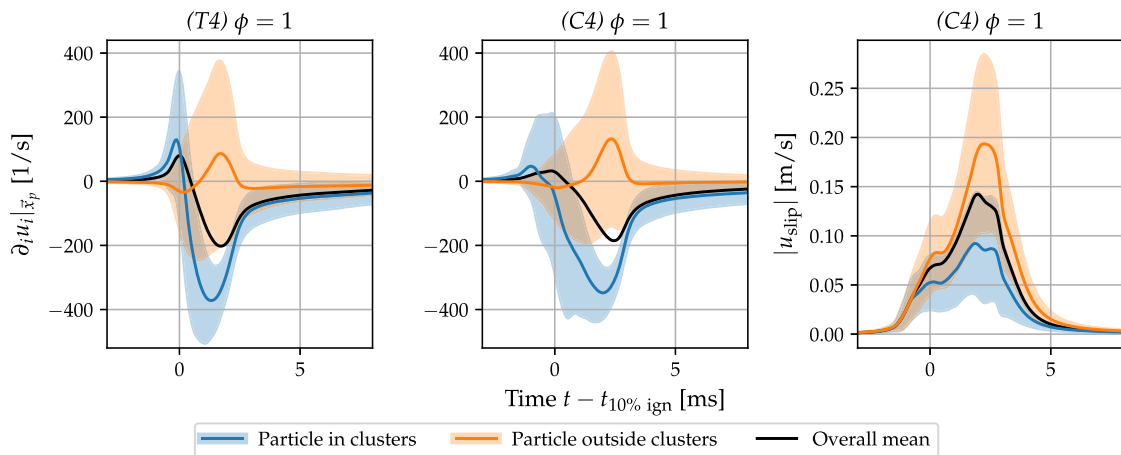 (T4) ϕ = 1
(C4) ϕ = 1
(C4) ϕ = 1
400
200
0
−200
−400
∂ᵢuᵢ|x⃗ₚ [1/s]
0
5
400
200
0
−200
−400
0
5
0.25
0.20
0.15
0.10
0.05
0.00
|u_slip| [m/s]
0
5
Time t − t_10% ign [ms]
Particle in clusters
Particle outside clusters
Overall mean